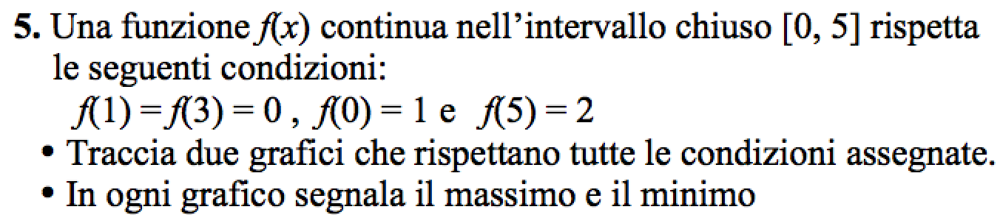 5. Una funzione f(x) continua nell’intervallo chiuso [0, 5] rispetta
le seguenti condizioni:
f(1) = f(3) = 0 , f(0) = 1 e f(5) = 2
• Traccia due grafici che rispettano tutte le condizioni assegnate.
• In ogni grafico segnala il massimo e il minimo